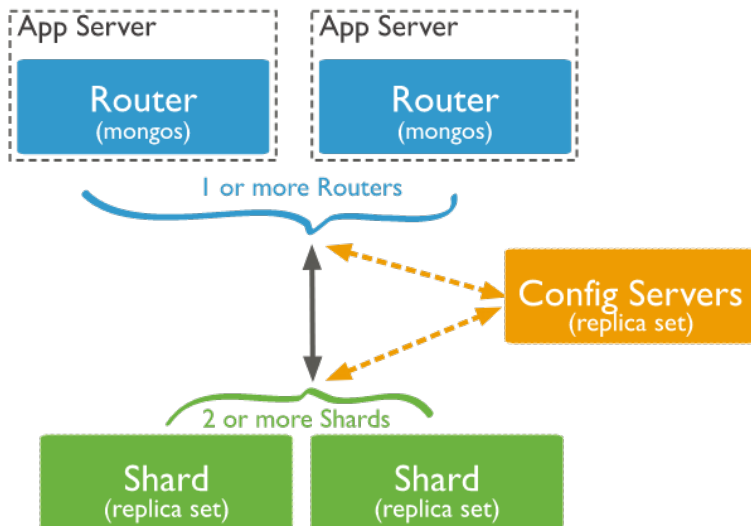 App Server
App Server
Router
(mongos)
Router
(mongos)
1 or more Routers
Config Servers
(replica set)
2 or more Shards
Shard
(replica set)
Shard
(replica set)